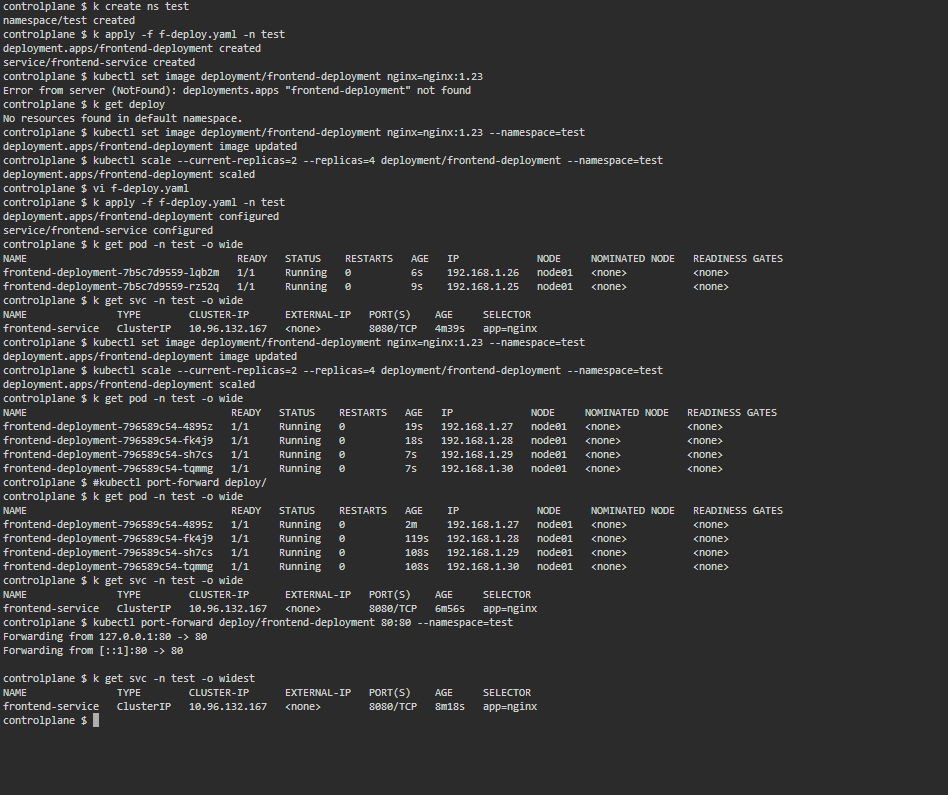 controlplane $ k create ns test
namespace/test created
controlplane $ k apply -f f-deploy.yaml -n test
deployment.apps/frontend-deployment created
service/frontend-service created
controlplane $ kubectl set image deployment/frontend-deployment nginx=nginx:1.23
Error from server (NotFound): deployments.apps "frontend-deployment" not found
controlplane $ k get deploy
No resources found in default namespace.
controlplane $ kubectl set image deployment/frontend-deployment nginx=nginx:1.23 --namespace=test
deployment.apps/frontend-deployment image updated
controlplane $ kubectl scale --current-replicas=2 --replicas=4 deployment/frontend-deployment --namespace=test
deployment.apps/frontend-deployment scaled
controlplane $ vi f-deploy.yaml
controlplane $ k apply -f f-deploy.yaml -n test
deployment.apps/frontend-deployment configured
service/frontend-service configured
controlplane $ k get pod -n test -o wide
NAME READY STATUS RESTARTS AGE IP NODE NOMINATED NODE READINESS GATES
frontend-deployment-7b5c7d9559-lqb2m 1/1 Running 0 6s 192.168.1.26 node01 <none> <none>
frontend-deployment-7b5c7d9559-rz52q 1/1 Running 0 9s 192.168.1.25 node01 <none> <none>
controlplane $ k get svc -n test -o wide
NAME TYPE CLUSTER-IP EXTERNAL-IP PORT(S) AGE SELECTOR
frontend-service ClusterIP 10.96.132.167 <none> 8080/TCP 4m39s app=nginx
controlplane $ kubectl set image deployment/frontend-deployment nginx=nginx:1.23 --namespace=test
deployment.apps/frontend-deployment image updated
controlplane $ kubectl scale --current-replicas=2 --replicas=4 deployment/frontend-deployment --namespace=test
deployment.apps/frontend-deployment scaled
controlplane $ k get pod -n test -o wide
NAME READY STATUS RESTARTS AGE IP NODE NOMINATED NODE READINESS GATES
frontend-deployment-796589c54-4895z 1/1 Running 0 19s 192.168.1.27 node01 <none> <none>
frontend-deployment-796589c54-fk4j9 1/1 Running 0 18s 192.168.1.28 node01 <none> <none>
frontend-deployment-796589c54-sh7cs 1/1 Running 0 7s 192.168.1.29 node01 <none> <none>
frontend-deployment-796589c54-tqmmg 1/1 Running 0 7s 192.168.1.30 node01 <none> <none>
controlplane $ #kubectl port-forward deploy/
controlplane $ k get pod -n test -o wide
NAME READY STATUS RESTARTS AGE IP NODE NOMINATED NODE READINESS GATES
frontend-deployment-796589c54-4895z 1/1 Running 0 2m 192.168.1.27 node01 <none> <none>
frontend-deployment-796589c54-fk4j9 1/1 Running 0 119s 192.168.1.28 node01 <none> <none>
frontend-deployment-796589c54-sh7cs 1/1 Running 0 108s 192.168.1.29 node01 <none> <none>
frontend-deployment-796589c54-tqmmg 1/1 Running 0 108s 192.168.1.30 node01 <none> <none>
controlplane $ k get svc -n test -o wide
NAME TYPE CLUSTER-IP EXTERNAL-IP PORT(S) AGE SELECTOR
frontend-service ClusterIP 10.96.132.167 <none> 8080/TCP 6m56s app=nginx
controlplane $ kubectl port-forward deploy/frontend-deployment 80:80 --namespace=test
Forwarding from 127.0.0.1:80 -> 80
Forwarding from [::1]:80 -> 80
controlplane $ k get svc -n test -o widest
NAME TYPE CLUSTER-IP EXTERNAL-IP PORT(S) AGE SELECTOR
frontend-service ClusterIP 10.96.132.167 <none> 8080/TCP 8m18s app=nginx
controlplane $